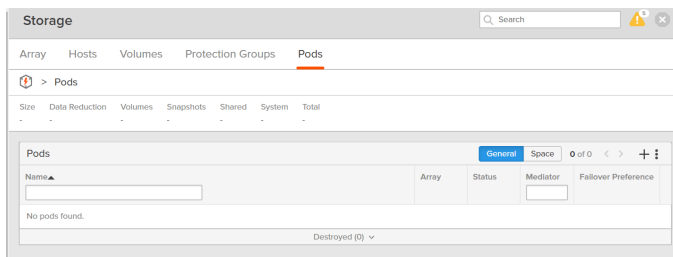 Storage
Search
5
Array Hosts Volumes Protection Groups Pods
> Pods
Size Data Reduction Volumes Snapshots Shared System Total
- - - - - - -
Pods General Space 0 of 0 < > +
Name Array Status Mediator Failover Preference
No pods found.
Destroyed (0)